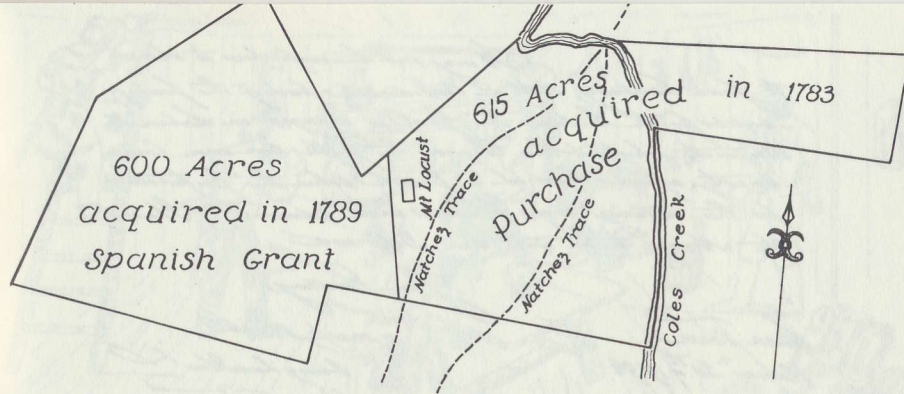 600 Acres
acquired in 1789
Spanish Grant
615 Acres
acquired in 1783
purchase
Mt Locust
Natchez Trace
Natchez Trace
Coles Creek